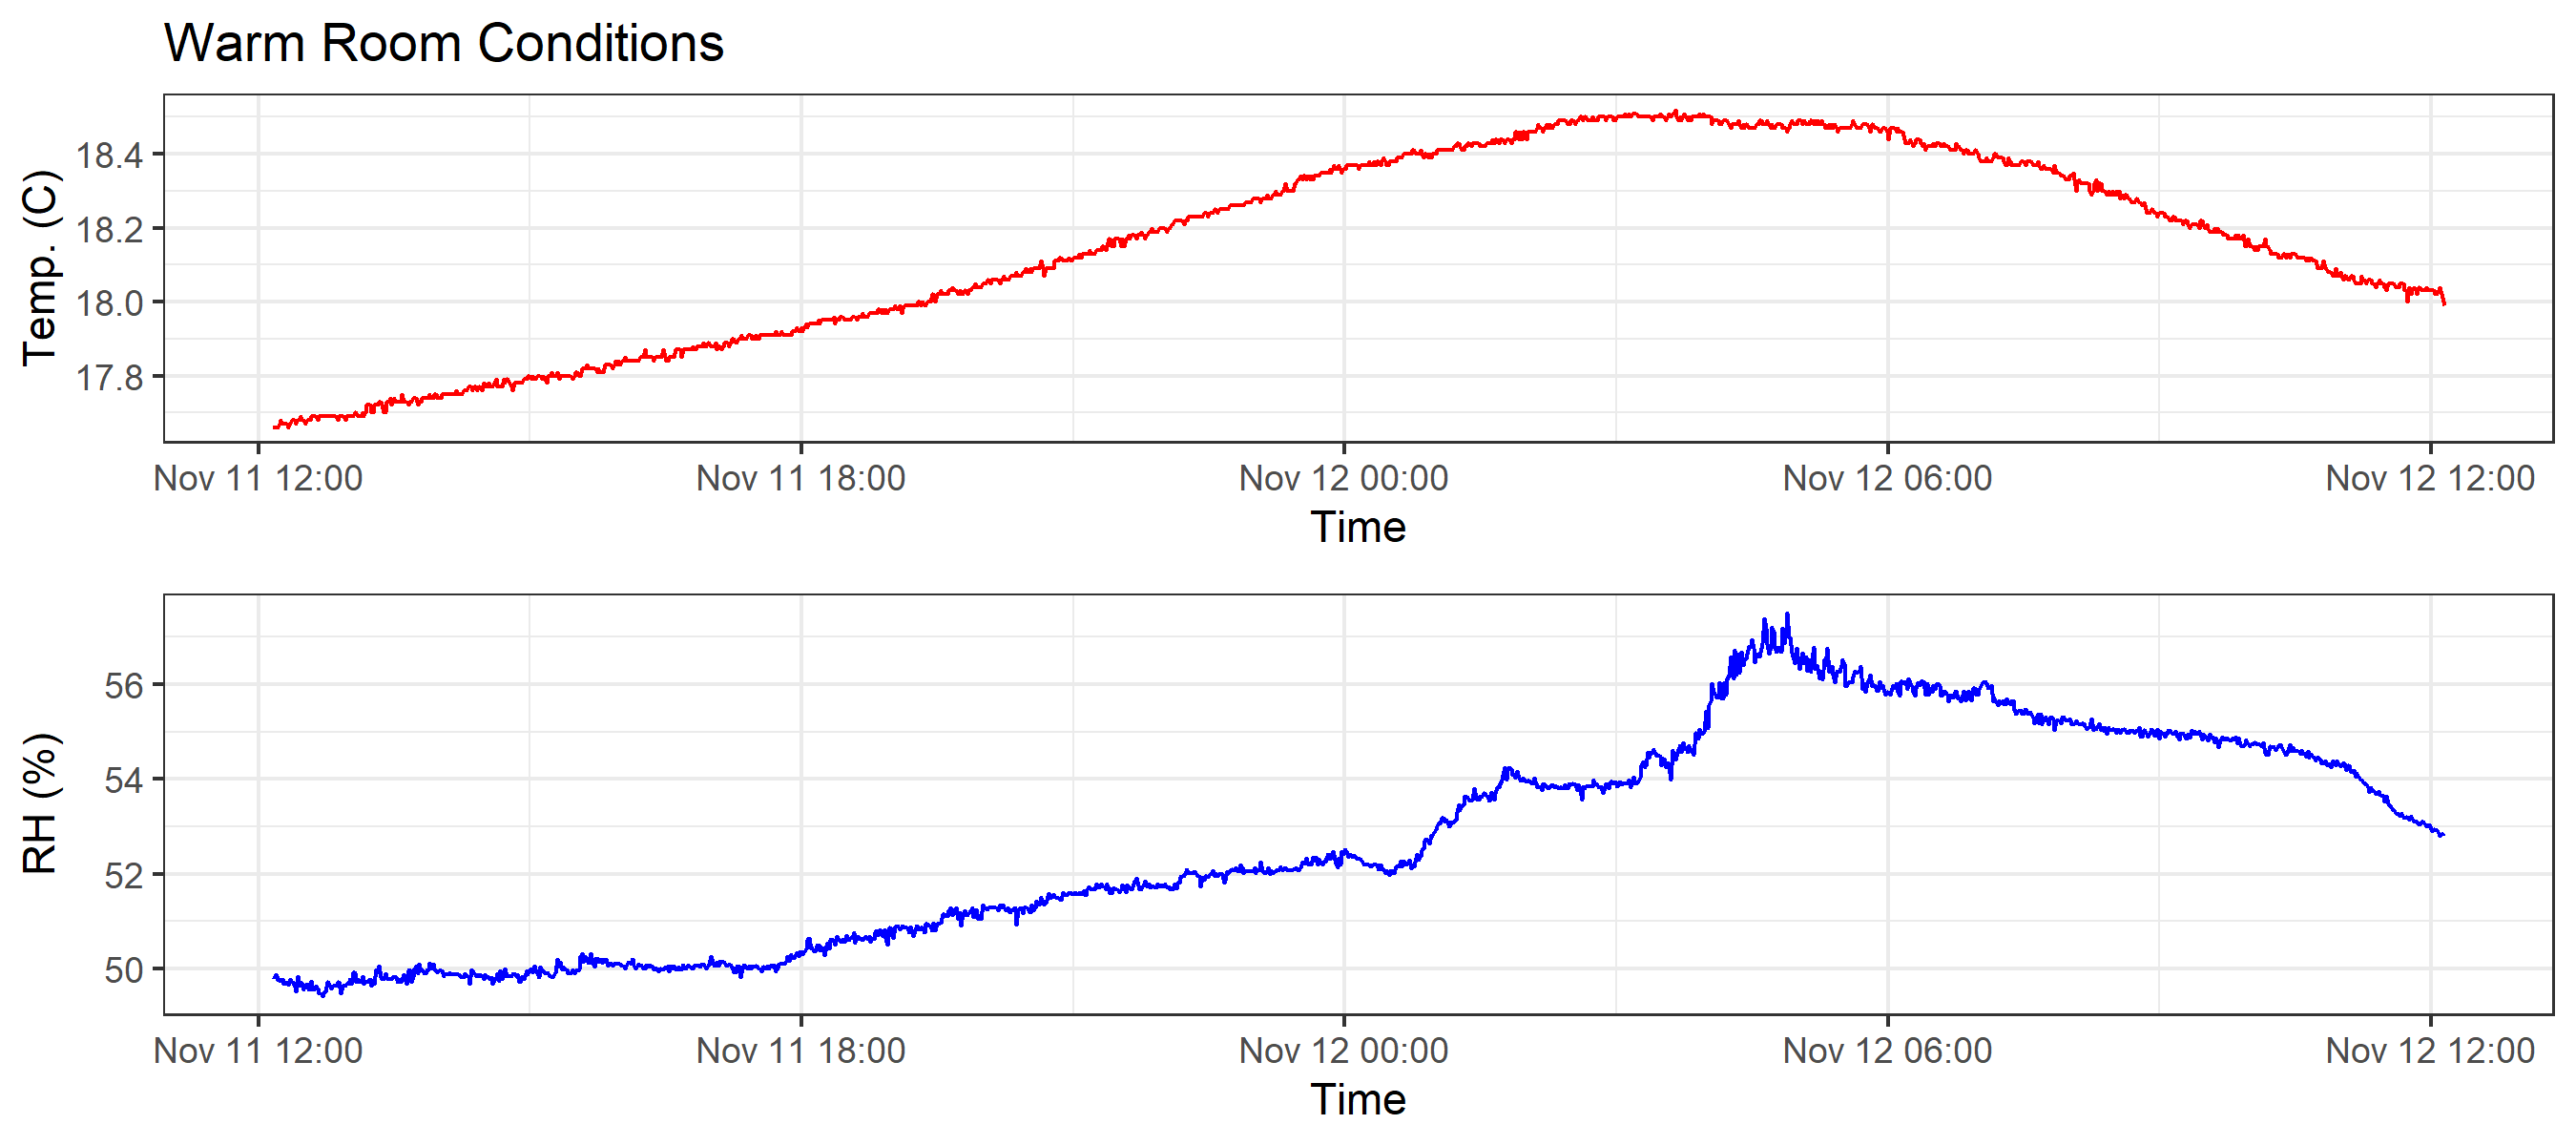 Warm Room Conditions
Temp. (C)
18.4
18.2
18.0
17.8
Nov 11 12:00 Nov 11 18:00 Nov 12 00:00 Nov 12 06:00 Nov 12 12:00
Time
RH (%)
56
54
52
50
Nov 11 12:00 Nov 11 18:00 Nov 12 00:00 Nov 12 06:00 Nov 12 12:00
Time